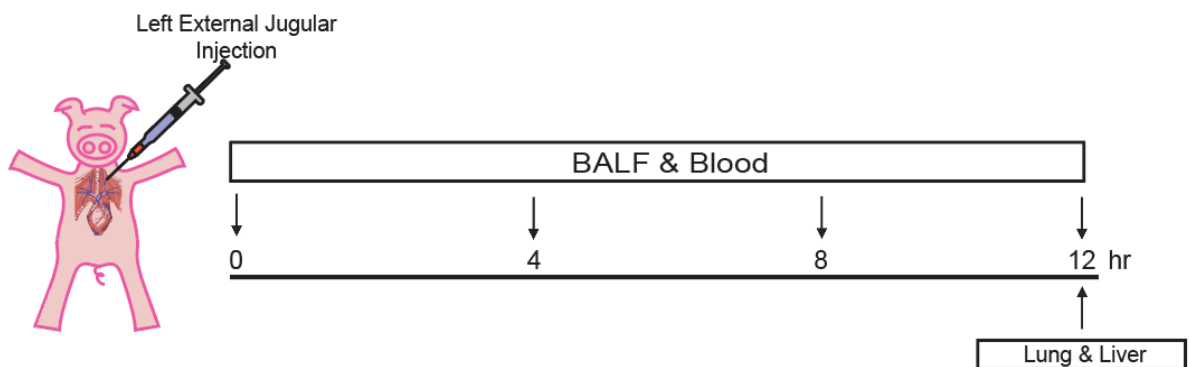 Left External Jugular
Injection
BALF & Blood
0 4 8 12 hr
Lung & Liver